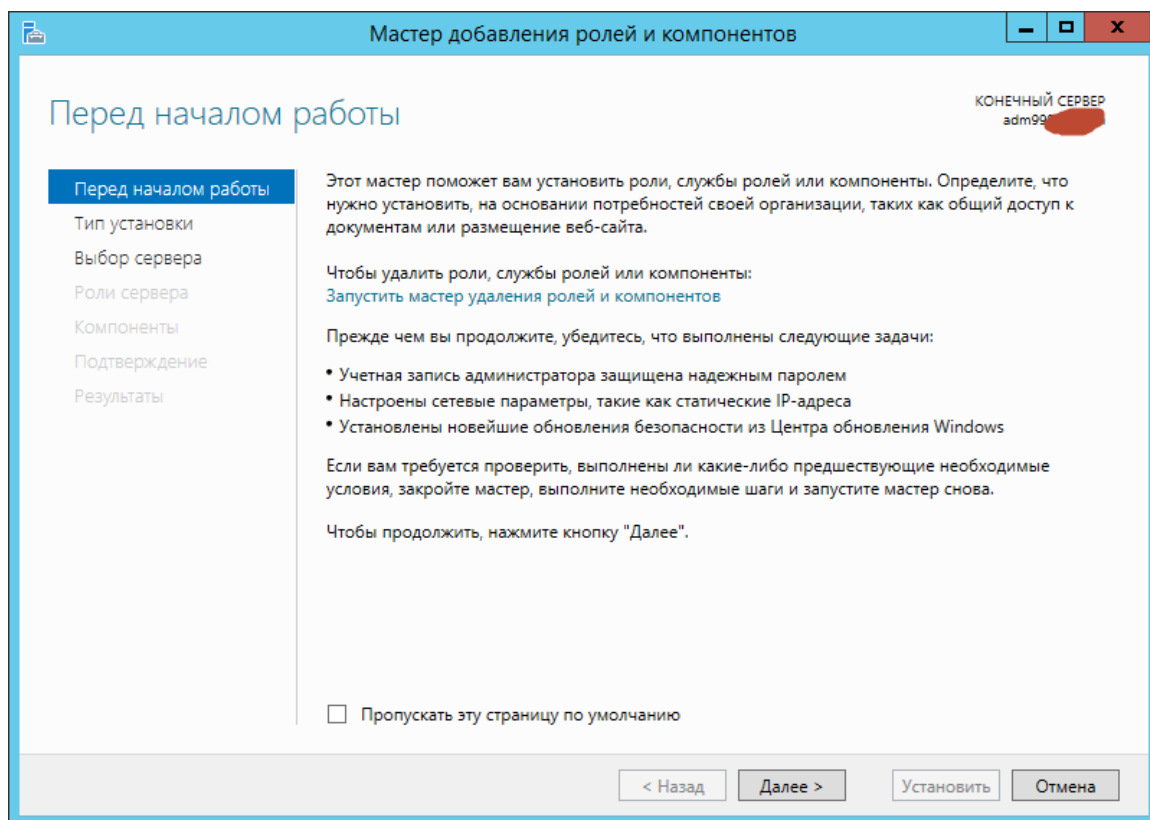 Мастер добавления ролей и компонентов
Перед началом работы
КОНЕЧНЫЙ СЕРВЕР
Перед началом работы
Тип установки
Выбор сервера
Роли сервера
Компоненты
Подтверждение
Результаты
Этот мастер поможет вам установить роли, службы ролей или компоненты. Определите, что
нужно установить, на основании потребностей своей организации, таких как общий доступ к
документам или размещение веб-сайта.
Чтобы удалить роли, службы ролей или компоненты:
Запустить мастер удаления ролей и компонентов
Прежде чем вы продолжите, убедитесь, что выполнены следующие задачи:
• Учетная запись администратора защищена надежным паролем
• Настроены сетевые параметры, такие как статические IP-адреса
• Установлены новейшие обновления безопасности из Центра обновления Windows
Если вам требуется проверить, выполнены ли какие-либо предшествующие необходимые
условия, закройте мастер, выполните необходимые шаги и запустите мастер снова.
Чтобы продолжить, нажмите кнопку "Далее".
Пропускать эту страницу по умолчанию
< Назад
Далее >
Установить
Отмена